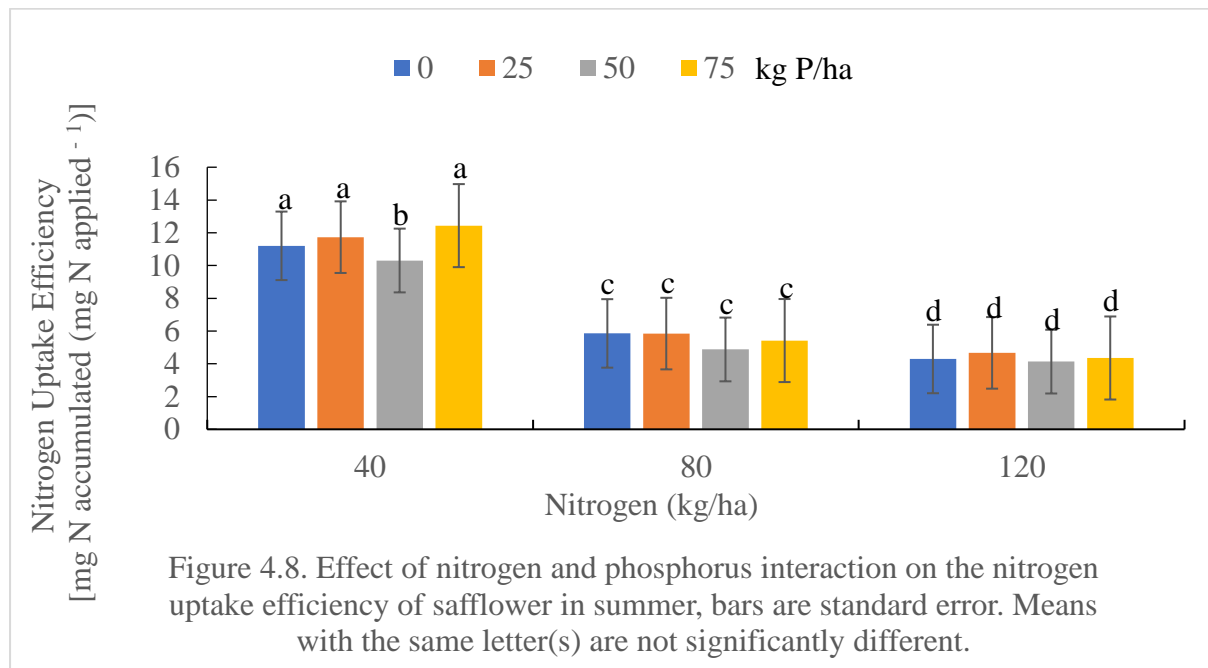 0 25 50 75 kg P/ha
Nitrogen Uptake Efficiency
[mg N accumulated (mg N applied - 1)]
16
14
12
10
8
6
4
2
0
a a b a
c c c c
d d d d
40 80 120
Nitrogen (kg/ha)
Figure 4.8. Effect of nitrogen and phosphorus interaction on the nitrogen
uptake efficiency of safflower in summer, bars are standard error. Means
with the same letter(s) are not significantly different.